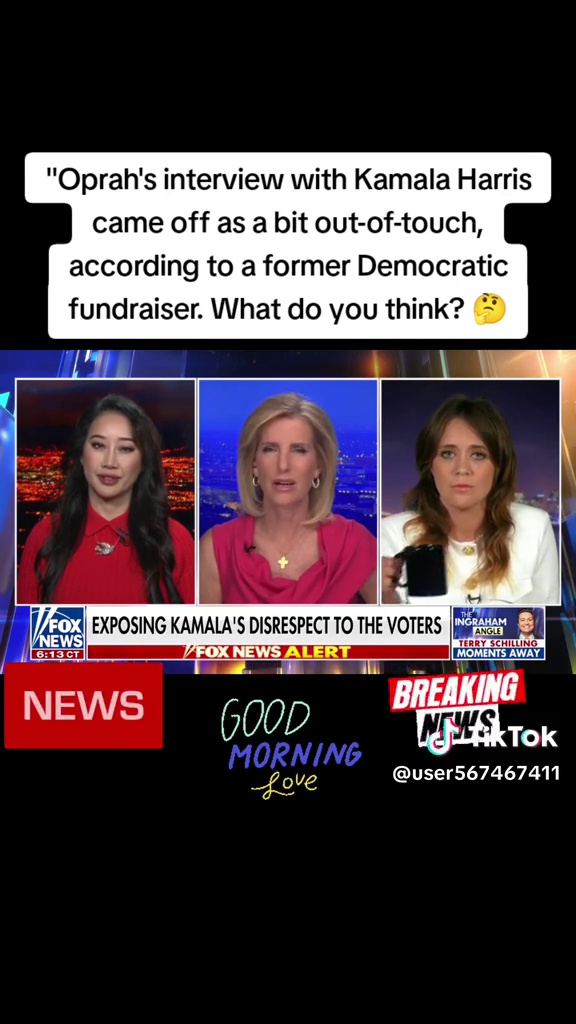 "Oprah's interview with Kamala Harris
came off as a bit out-of-touch,
according to a former Democratic
fundraiser. What do you think? 🤔
FOX
NEWS
6:13 CT
EXPOSING KAMALA'S DISRESPECT TO THE VOTERS
FOX NEWS ALERT
THE
INGRAHAM
ANGLE
TERRY SCHILLING
MOMENTS AWAY
NEWS
GOOD
MORNING
Love
BREAKING
NEWS
TikTok
@user567467411